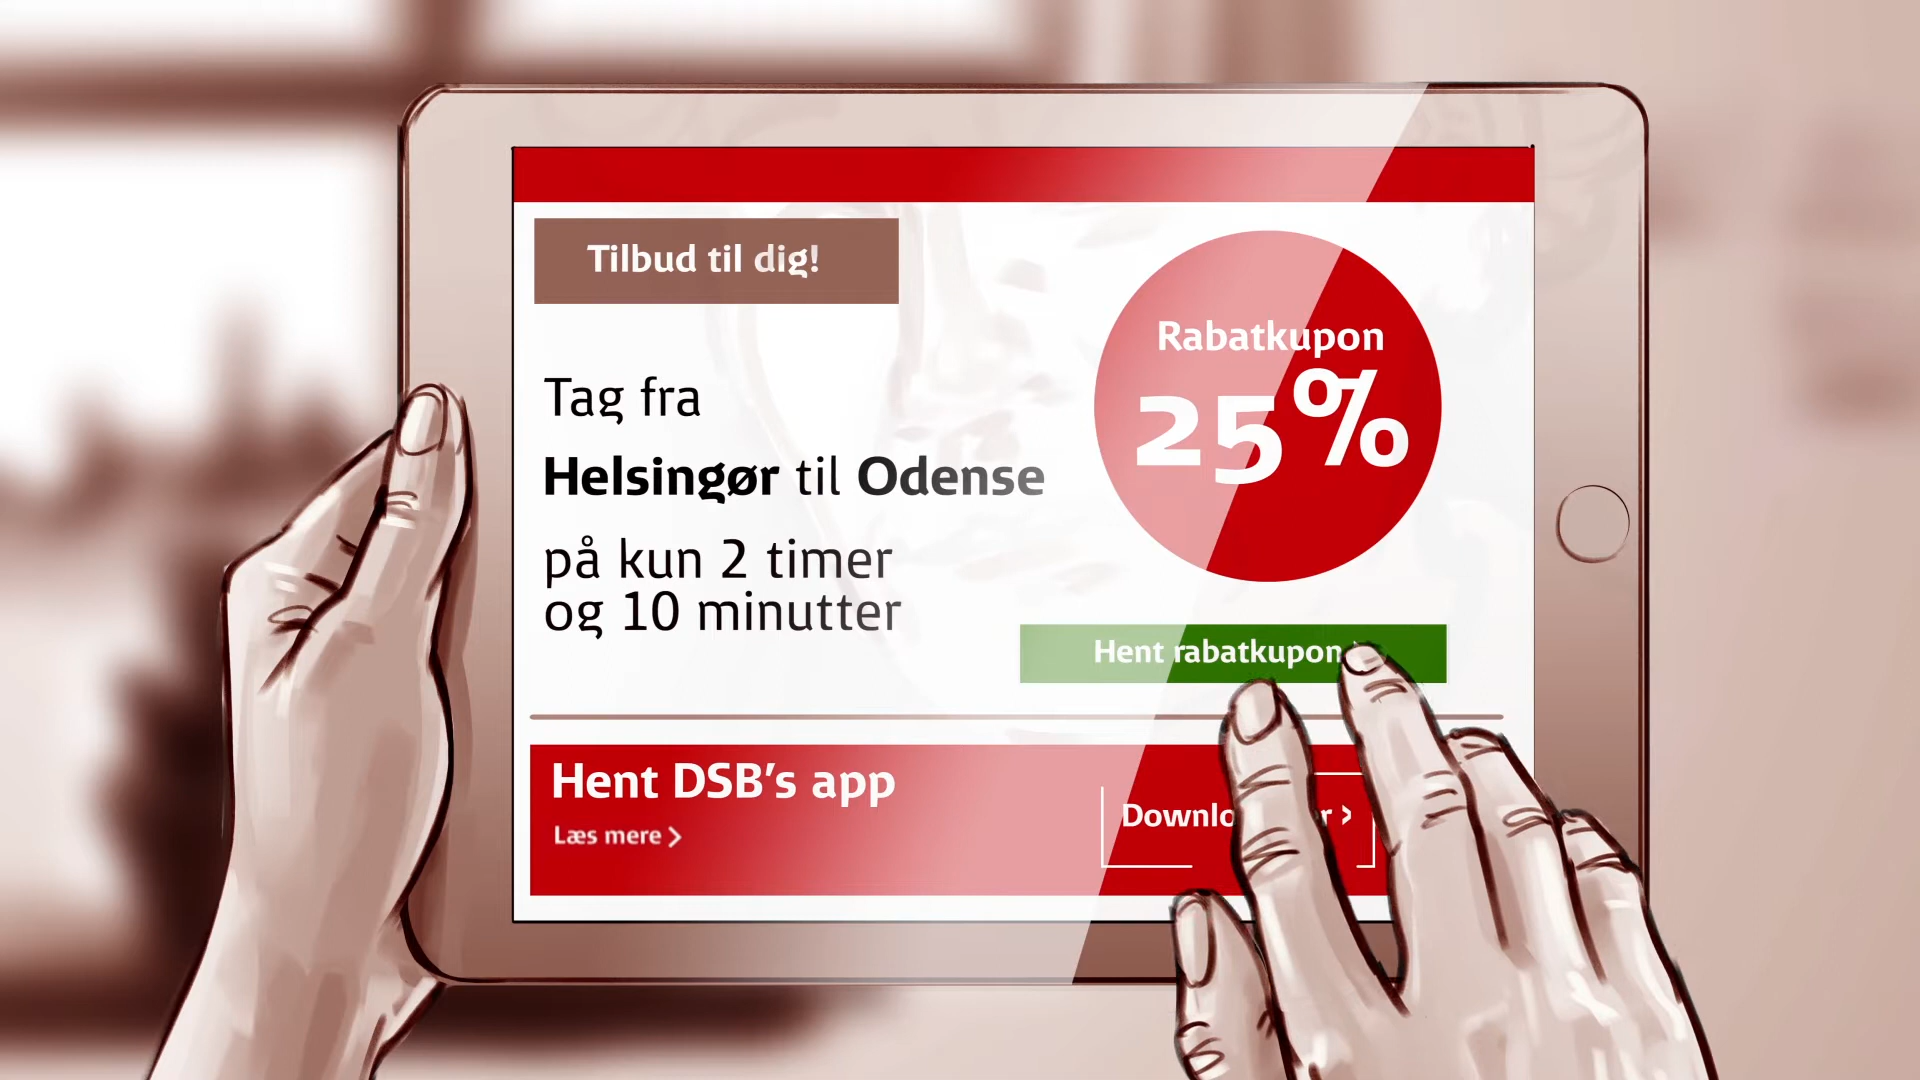 Tilbud til dig!
Tag fra
Helsingør til Odense
på kun 2 timer
og 10 minutter
Rabatkupon
25%
Hent rabatkupon
Hent DSB's app
Læs mere >
>